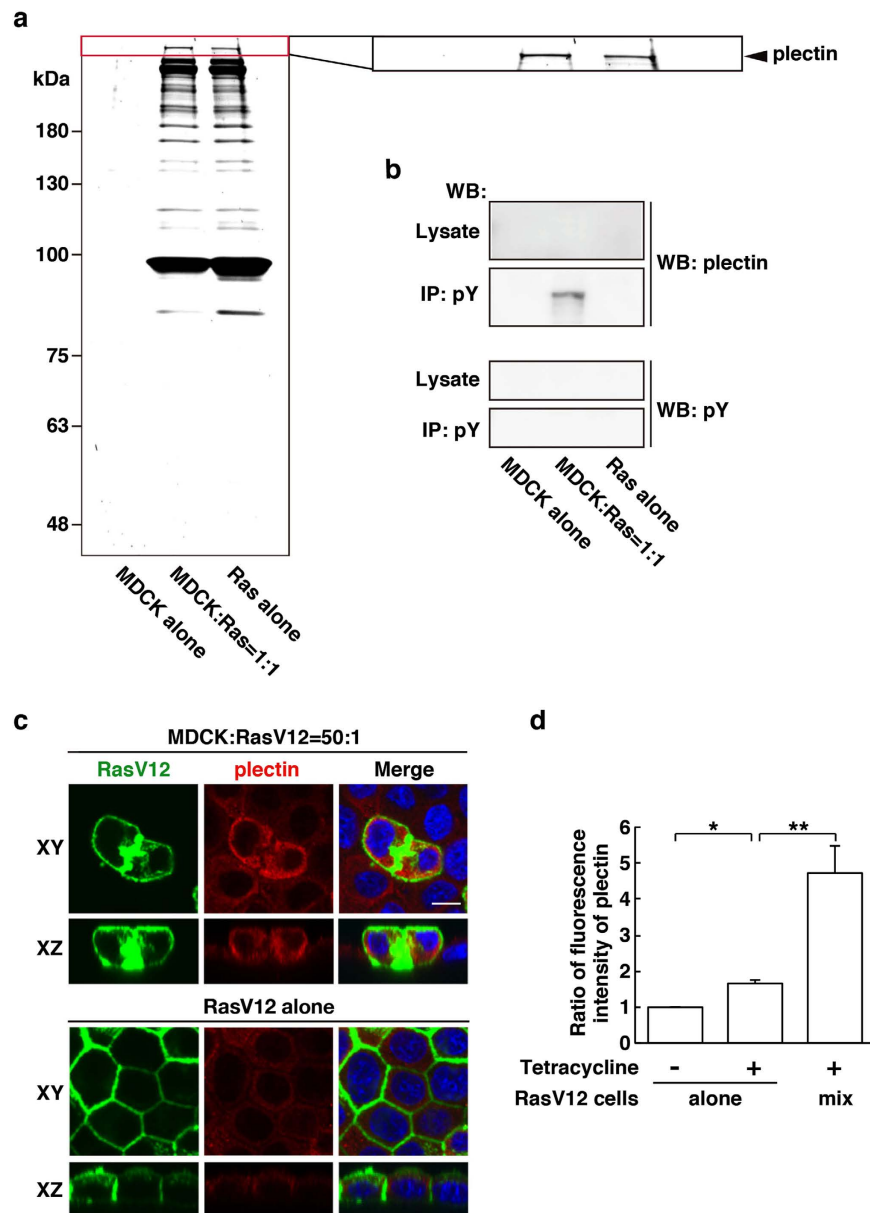 a
kDa
180
130
100
75
63
48
MDCK alone
MDCK:Ras=1:1
Ras alone
plectin
b
WB:
Lysate
IP: pY
WB: plectin
Lysate
IP: pY
WB: pY
MDCK alone
MDCK:Ras=1:1
Ras alone
c
MDCK:RasV12=50:1
RasV12 plectin Merge
XY
XZ
RasV12 alone
XY
XZ
d
Ratio of fluorescence
intensity of plectin
6
5
4
3
2
1
0
* **
Tetracycline - + +
RasV12 cells alone mix